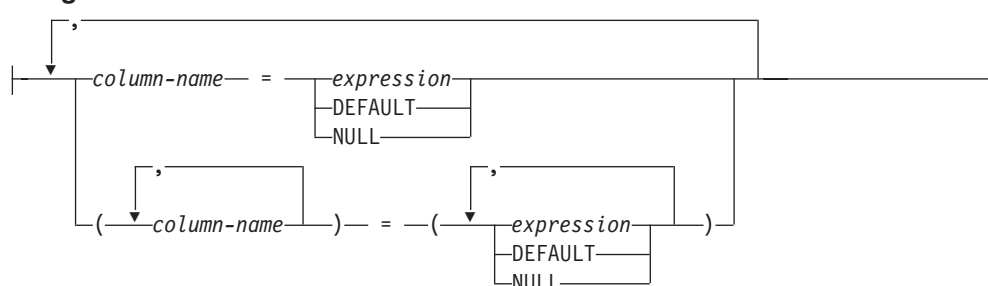 ,
column-name = expression
DEFAULT
NULL
, ,
( column-name ) = ( expression )
DEFAULT
NULL